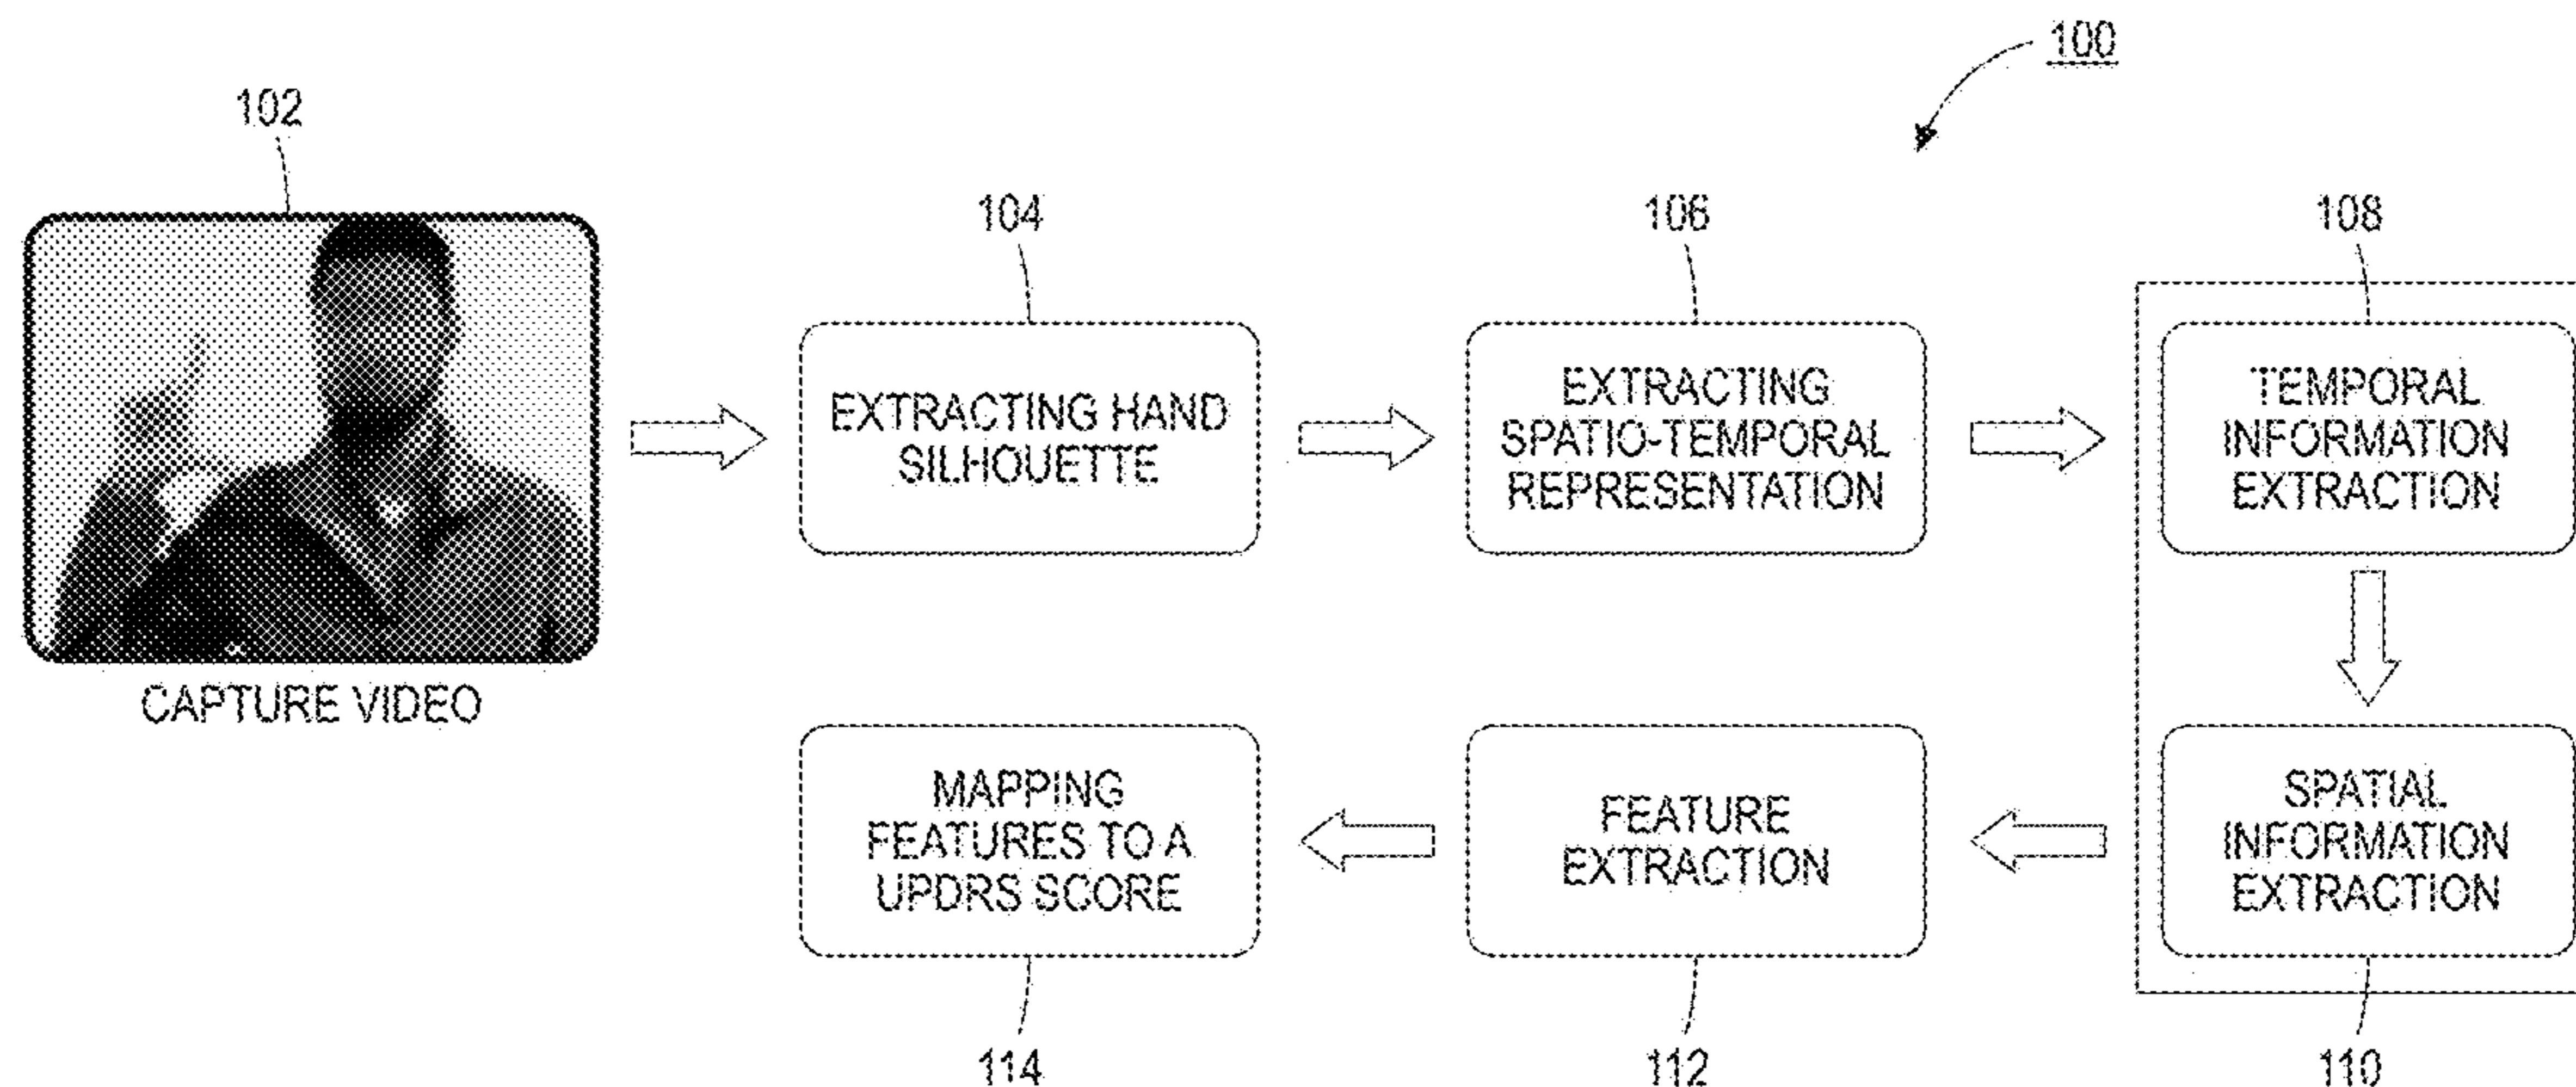 100
102
104
106
108
EXTRACTING HAND
SILHOUETTE
EXTRACTING
SPATIO-TEMPORAL
REPRESENTATION
TEMPORAL
INFORMATION
EXTRACTION
CAPTURE VIDEO
MAPPING
FEATURES TO A
UPDRS SCORE
FEATURE
EXTRACTION
SPATIAL
INFORMATION
EXTRACTION
114
112
110